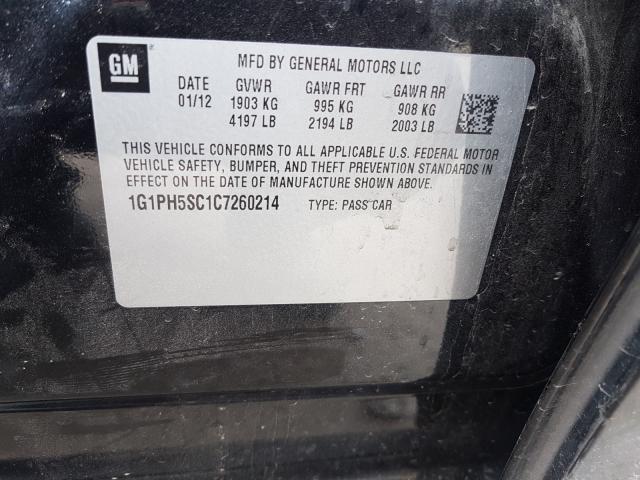 GM
MFD BY GENERAL MOTORS LLC
DATE GVWR GAWR FRT GAWR RR
01/12 1903 KG 995 KG 908 KG
4197 LB 2194 LB 2003 LB
THIS VEHICLE CONFORMS TO ALL APPLICABLE U.S. FEDERAL MOTOR
VEHICLE SAFETY, BUMPER, AND THEFT PREVENTION STANDARDS IN
EFFECT ON THE DATE OF MANUFACTURE SHOWN ABOVE.
1G1PH5SC1C7260214 TYPE: PASS CAR